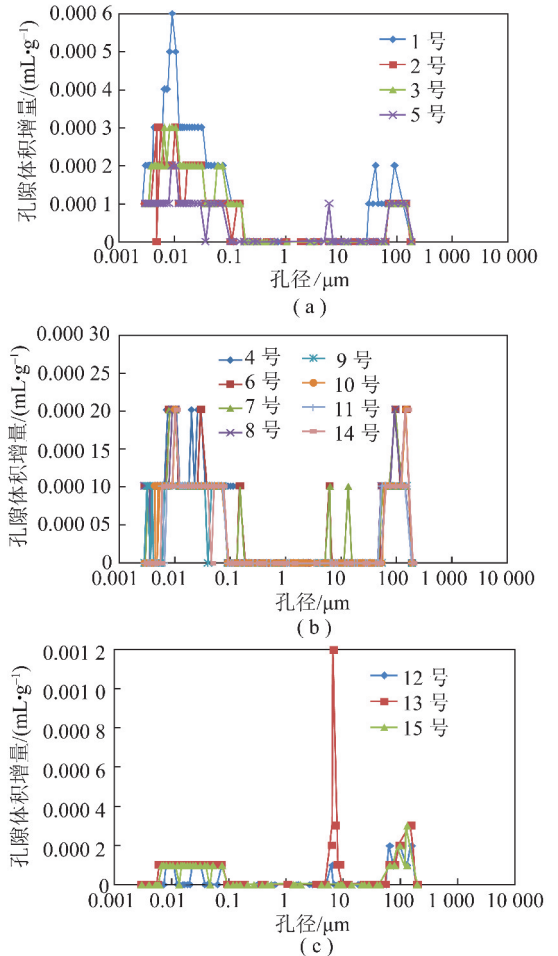 孔隙体积增量/(mL•g⁻¹)
0.000 6
0.000 5
0.000 4
0.000 3
0.000 2
0.000 1
0
1 号
2 号
3 号
5 号
0.001 0.01 0.1 1 10 100 1 000 10 000
孔径/μm
( a )
孔隙体积增量/(mL•g⁻¹)
0.000 30
0.000 25
0.000 20
0.000 15
0.000 10
0.000 05
0
4 号 9 号
6 号 10 号
7 号 11 号
8 号 14 号
0.001 0.01 0.1 1 10 100 1 000 10 000
孔径/μm
( b )
孔隙体积增量/(mL•g⁻¹)
0.001 2
0.001 0
0.000 8
0.000 6
0.000 4
0.000 2
0
12 号
13 号
15 号
0.001 0.01 0.1 1 10 100 1 000 10 000
孔径/μm
( c )